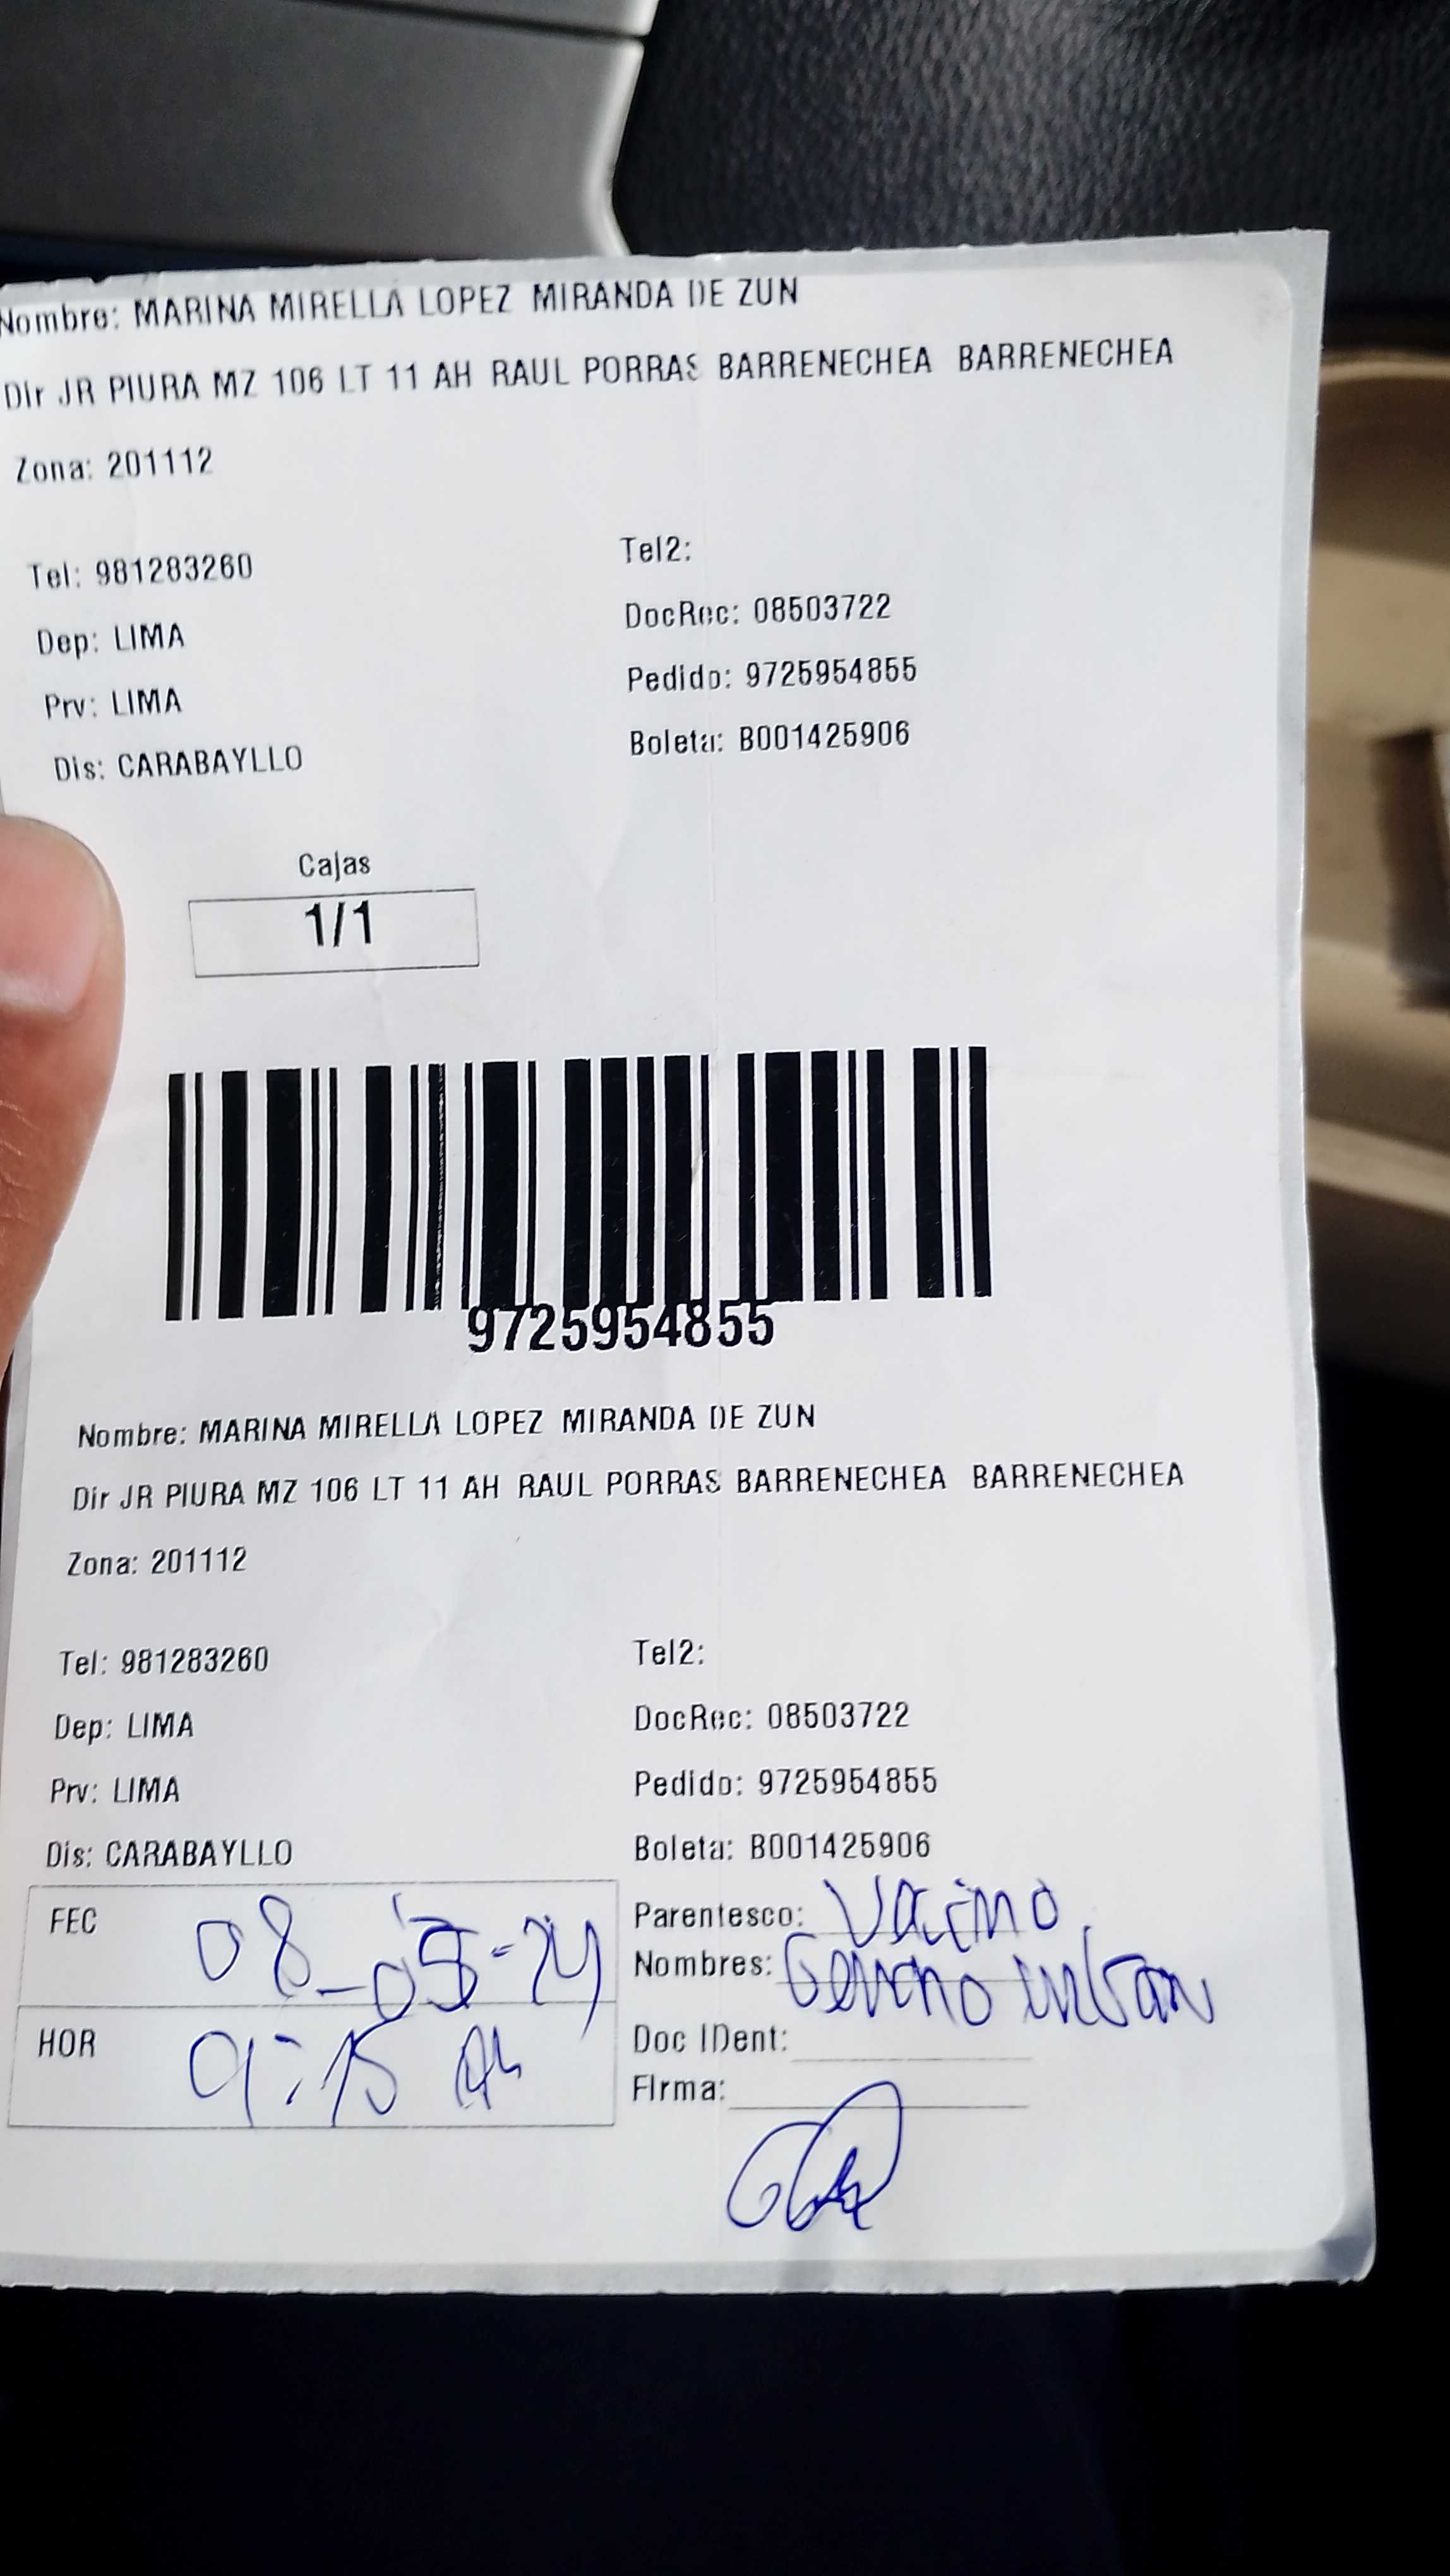 Nombre: MARINA MIRELLA LOPEZ MIRANDA DE ZUN
Dir JR PIURA MZ 106 LT 11 AH RAUL PORRAS BARRENECHEA BARRENECHEA
Zona: 201112
Tel: 981283260 Tel2:
Dep: LIMA DocRec: 08503722
Prv: LIMA Pedido: 9725954855
Dis: CARABAYLLO Boleta: B001425906
Cajas
1/1
9725954855
Nombre: MARINA MIRELLA LOPEZ MIRANDA DE ZUN
Dir JR PIURA MZ 106 LT 11 AH RAUL PORRAS BARRENECHEA BARRENECHEA
Zona: 201112
Tel: 981283260 Tel2:
Dep: LIMA DocRec: 08503722
Prv: LIMA Pedido: 9725954855
Dis: CARABAYLLO Boleta: B001425906
FEC 08-05-24 Parentesco:
Nombres:
HOR 9:15 Doc IDent:
Firma: